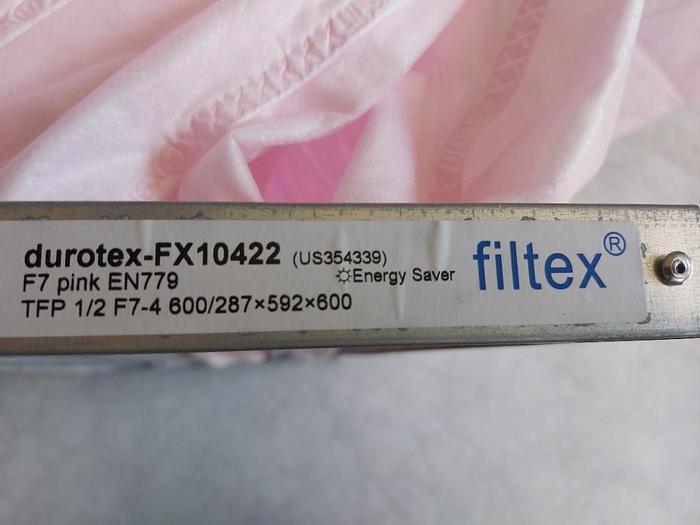 durotex-FX10422 (US354339)
F7 pink EN779 ☼Energy Saver
TFP 1/2 F7-4 600/287×592×600
filtex®